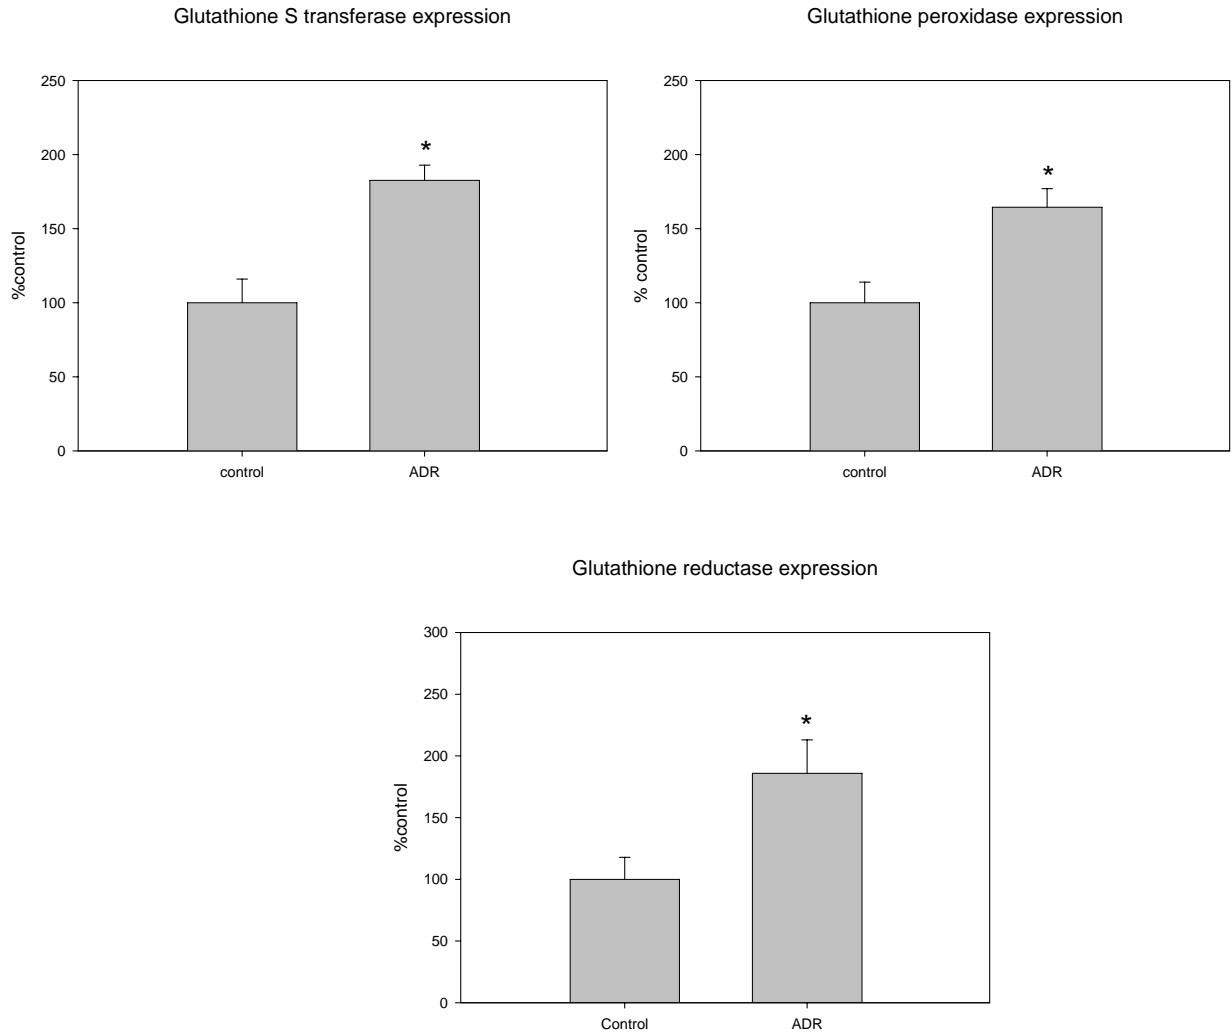 Glutathione S transferase expression
250
200
150
100
50
0
%control
*
control ADR
Glutathione peroxidase expression
250
200
150
100
50
0
% control
*
control ADR
Glutathione reductase expression
300
250
200
150
100
50
0
%control
*
Control ADR